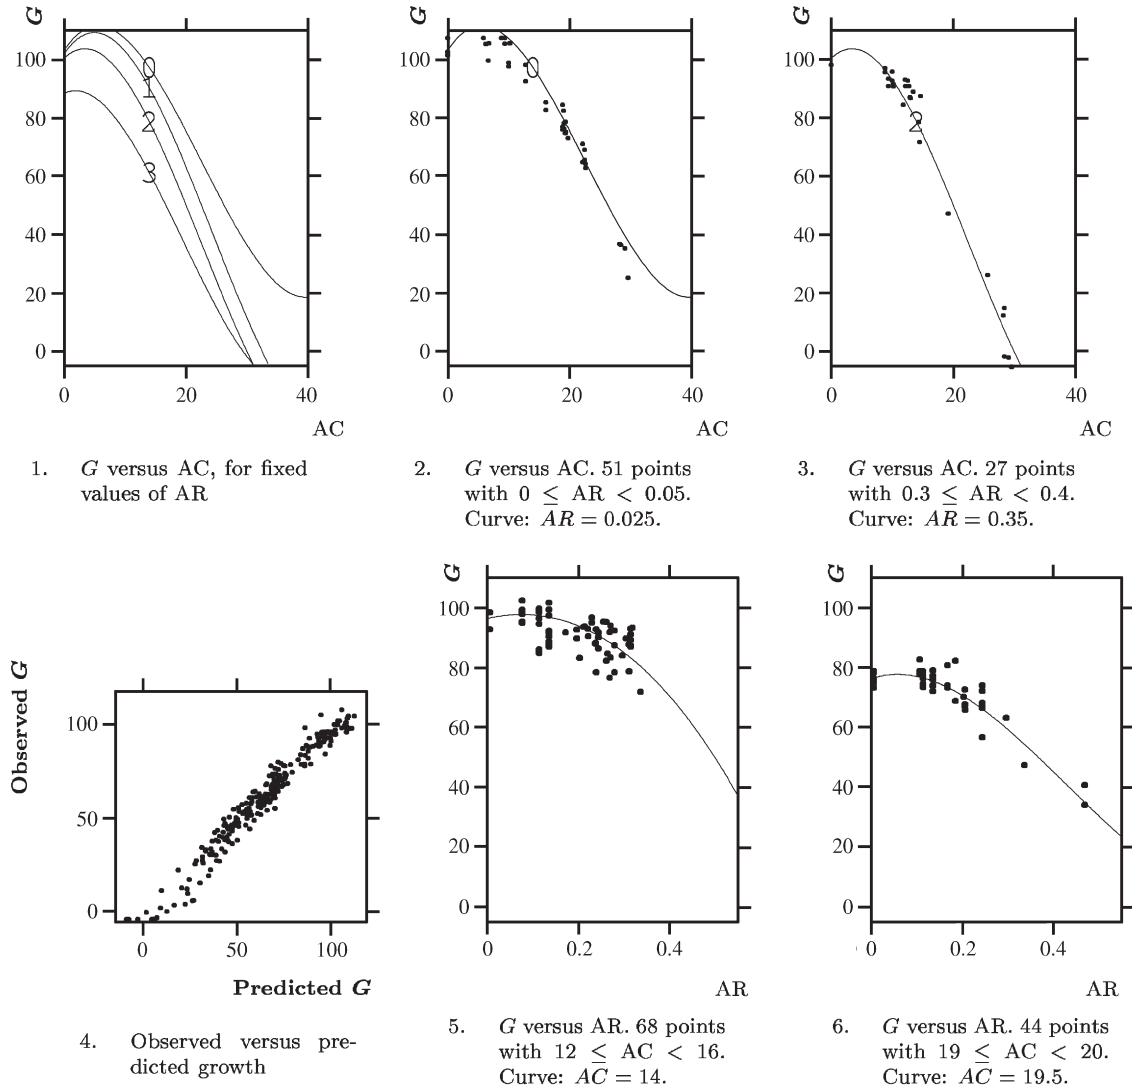 G G G
100 100 100
80 80 80
60 60 60
40 40 40
20 20 20
0 0 0
0 1 2 3
0
2
0 20 40 0 20 40 0 20 40
AC AC AC
1. G versus AC, for fixed
values of AR
2. G versus AC. 51 points
with 0 ≤ AR < 0.05.
Curve: AR = 0.025.
3. G versus AC. 27 points
with 0.3 ≤ AR < 0.4.
Curve: AR = 0.35.
Observed G
100
50
0
0 50 100
Predicted G
4. Observed versus pre-
dicted growth
G
100
80
60
40
20
0
0 0.2 0.4
AR
5. G versus AR. 68 points
with 12 ≤ AC < 16.
Curve: AC = 14.
G
100
80
60
40
20
0
0 0.2 0.4
AR
6. G versus AR. 44 points
with 19 ≤ AC < 20.
Curve: AC = 19.5.